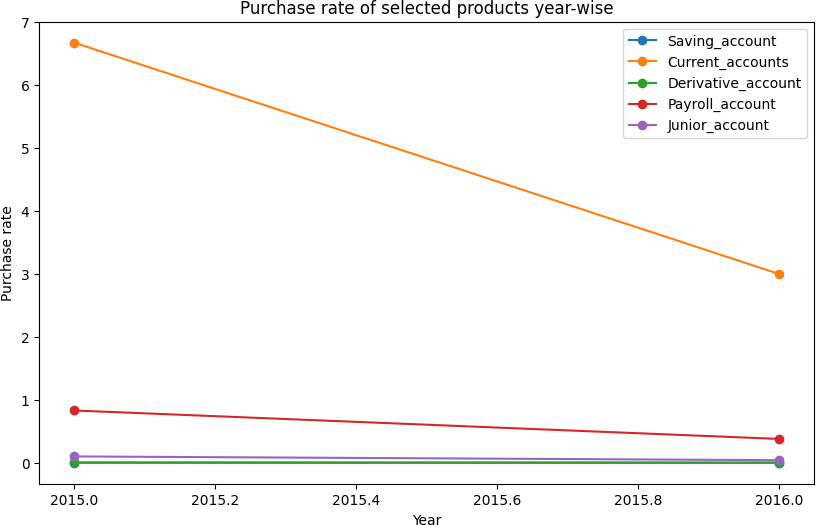 Purchase rate of selected products year-wise
7
6
5
4
3
2
1
0
Purchase rate
Saving_account
Current_accounts
Derivative_account
Payroll_account
Junior_account
2015.0 2015.2 2015.4 2015.6 2015.8 2016.0
Year